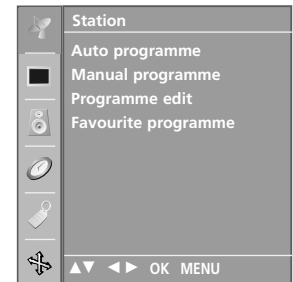 Station
Auto programme
Manual programme
Programme edit
Favourite programme
▲▼ ◄► OK MENU